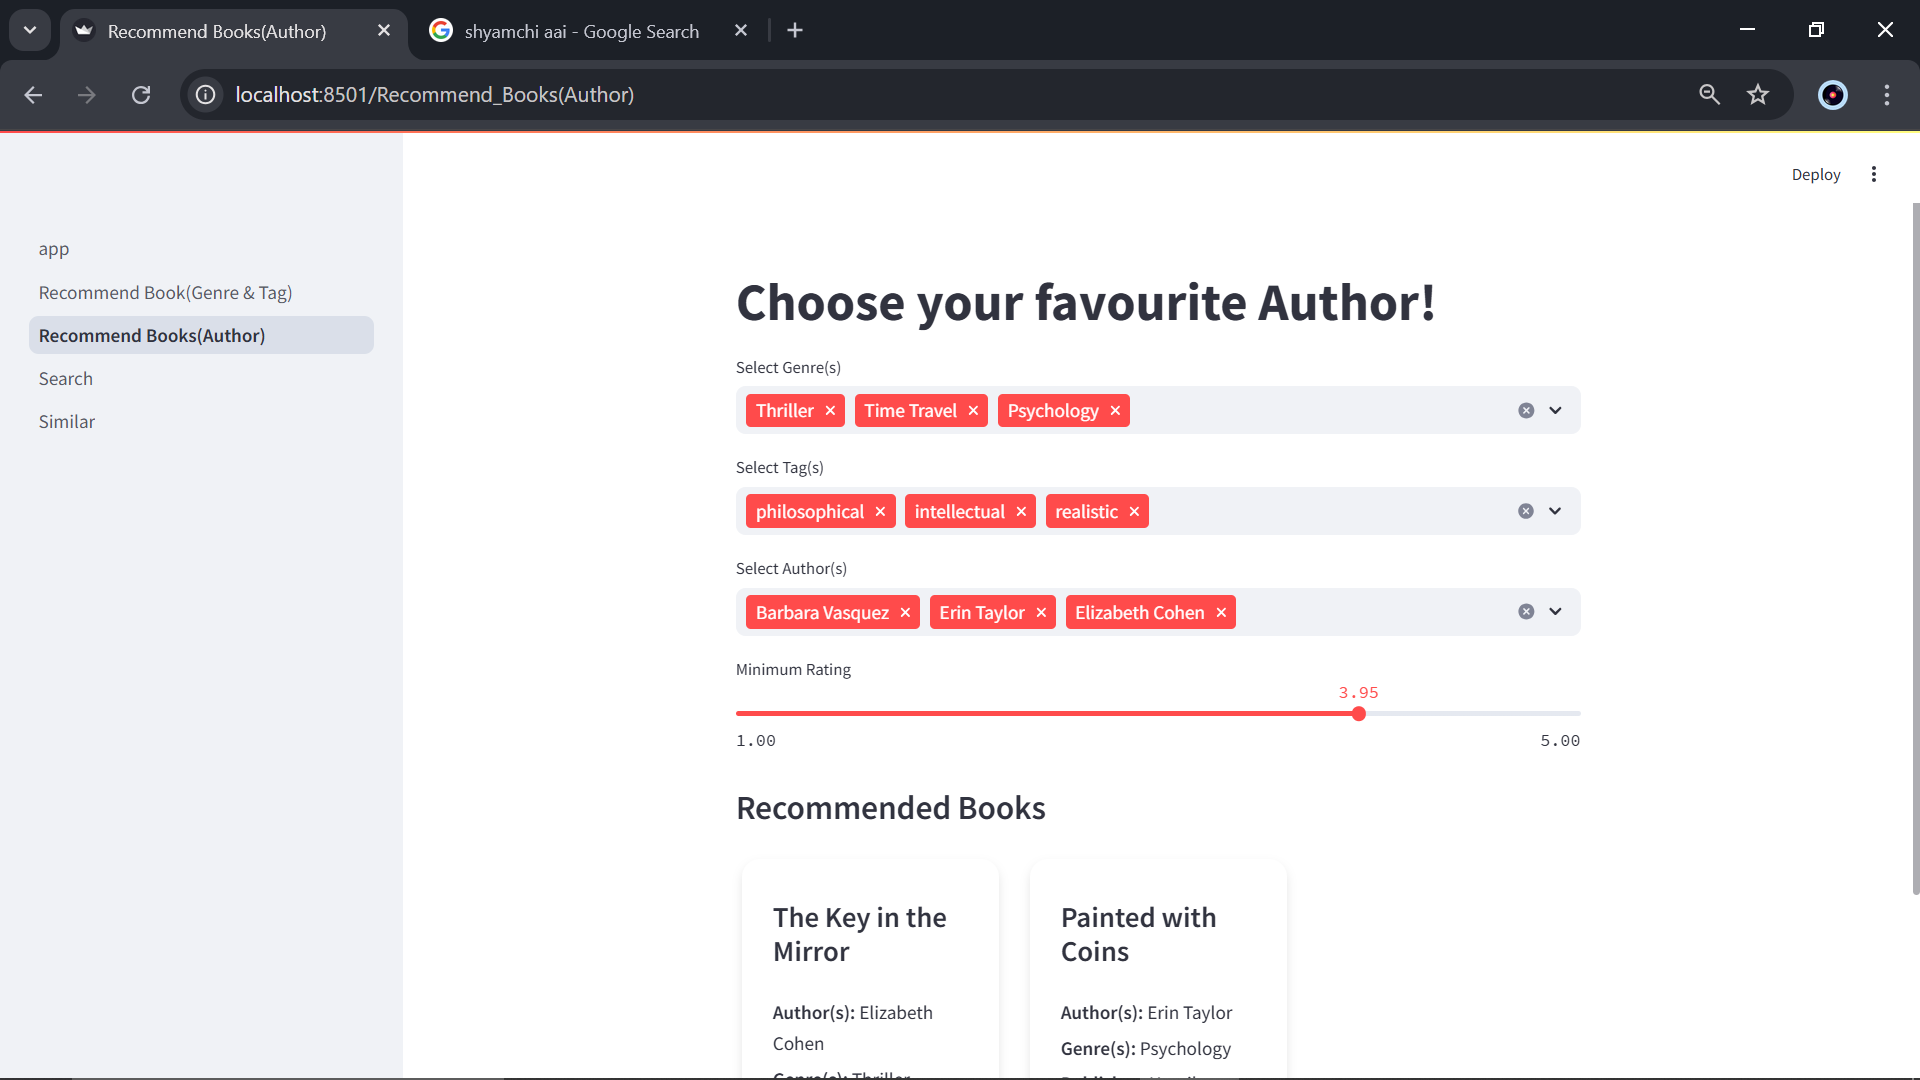 Recommend Books(Author)
shyamchi aai - Google Search
localhost:8501/Recommend_Books(Author)
Deploy
app
Recommend Book(Genre & Tag)
Recommend Books(Author)
Search
Similar
Choose your favourite Author!
Select Genre(s)
Thriller Time Travel Psychology
Select Tag(s)
philosophical intellectual realistic
Select Author(s)
Barbara Vasquez Erin Taylor Elizabeth Cohen
Minimum Rating
3.95
1.00 5.00
Recommended Books
The Key in the
Mirror
Author(s): Elizabeth
Cohen
Genre(s): Thriller
Painted with
Coins
Author(s): Erin Taylor
Genre(s): Psychology